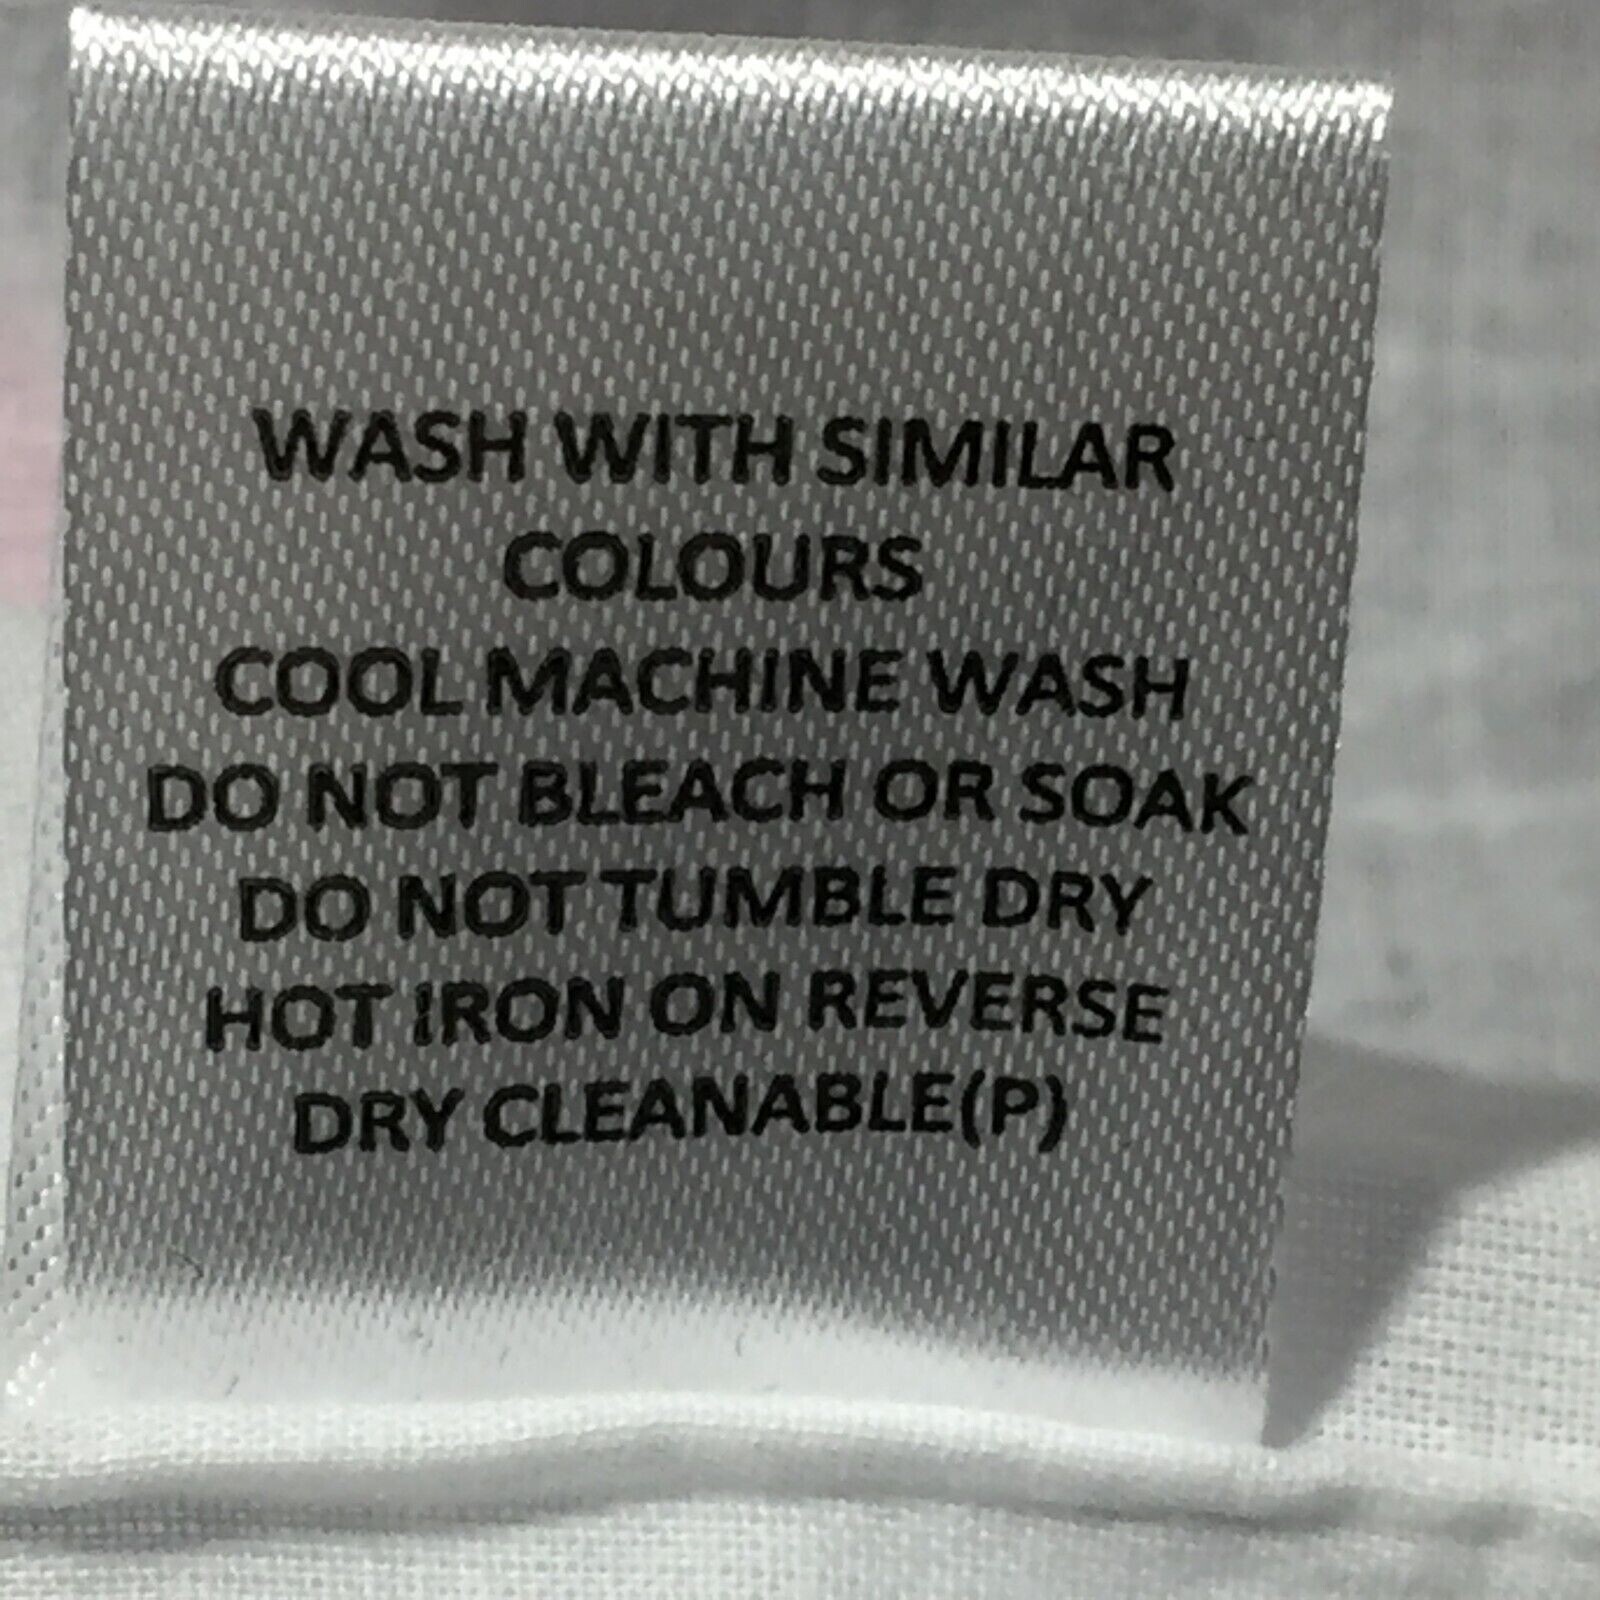 WASH WITH SIMILAR
COLOURS
COOL MACHINE WASH
DO NOT BLEACH OR SOAK
DO NOT TUMBLE DRY
HOT IRON ON REVERSE
DRY CLEANABLE(P)